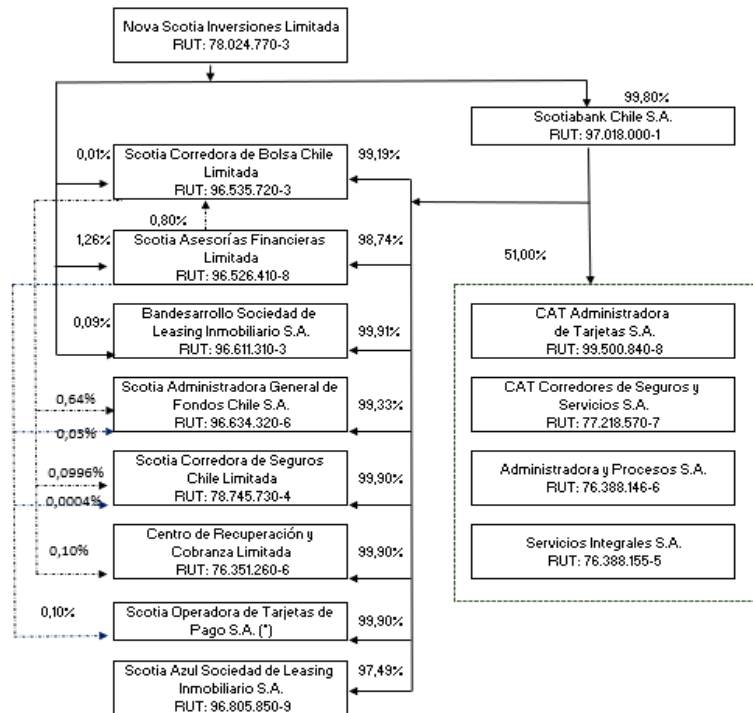 Nova Scotia Inversiones Limitada
RUT: 78.024.770-3
99,80%
Scotiabank Chile S.A.
RUT: 97.018.000-1
0,01%
Scotia Corredora de Bolsa Chile
Limitada
RUT: 96.535.720-3
99,19%
0,80%
1,26%
Scotia Asesorías Financieras
Limitada
RUT: 96.526.410-8
98,74%
51,00%
0,09%
Bandesarrollo Sociedad de
Leasing Inmobiliario S.A.
RUT: 96.611.310-3
99,91%
CAT Administradora
de Tarjetas S.A.
RUT: 99.500.840-8
0,64%
0,03%
Scotia Administradora General de
Fondos Chile S.A.
RUT: 96.634.320-6
99,33%
CAT Corredores de Seguros y
Servicios S.A.
RUT: 77.218.570-7
0,0996%
0,0004%
Scotia Corredora de Seguros
Chile Limitada
RUT: 78.745.730-4
99,90%
Administradora y Procesos S.A.
RUT: 76.388.146-6
0,10%
Centro de Recuperación y
Cobranza Limitada
RUT: 76.351.260-6
99,90%
Servicios Integrales S.A.
RUT: 76.388.155-5
0,10%
Scotia Operadora de Tarjetas de
Pago S.A. (*)
99,90%
Scotia Azul Sociedad de Leasing
Inmobiliario S.A.
RUT: 96.805.850-9
97,49%